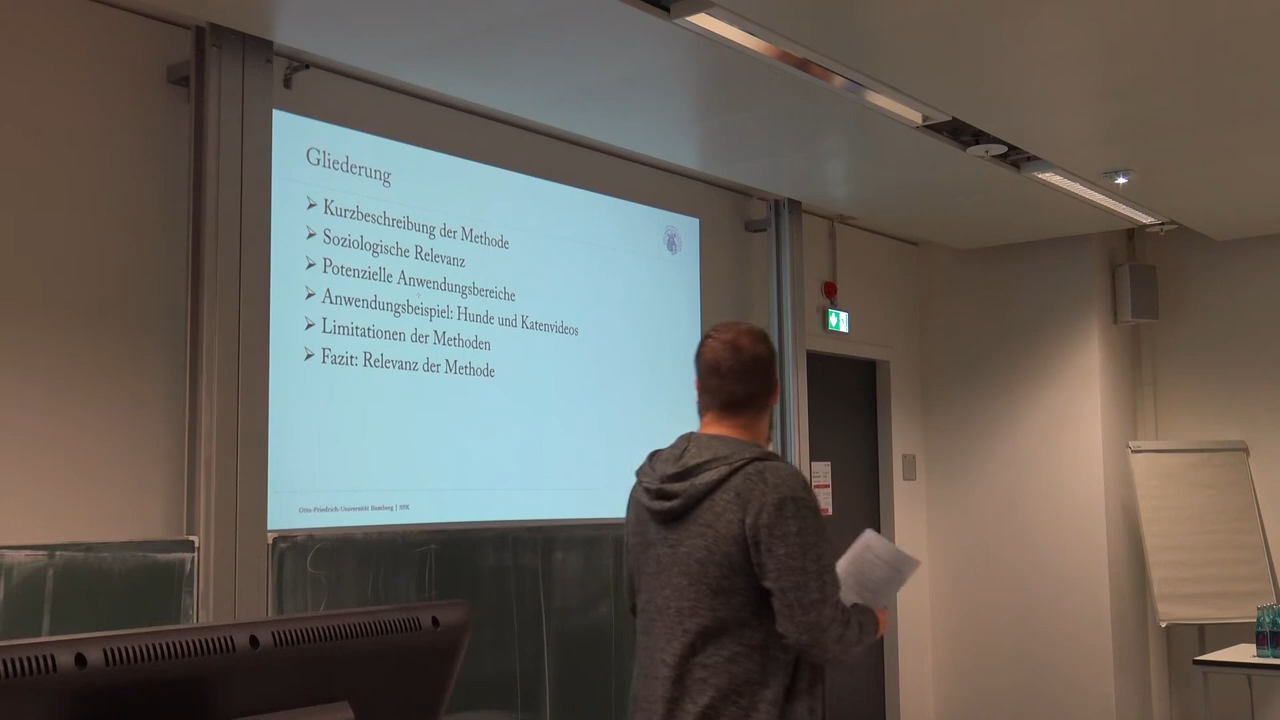 Gliederung
➢ Kurzbeschreibung der Methode
➢ Soziologische Relevanz
➢ Potenzielle Anwendungsbereiche
➢ Anwendungsbeispiel: Hunde und Katenvideos
➢ Limitationen der Methoden
➢ Fazit: Relevanz der Methode
Otto-Friedrich-Universität Bamberg |